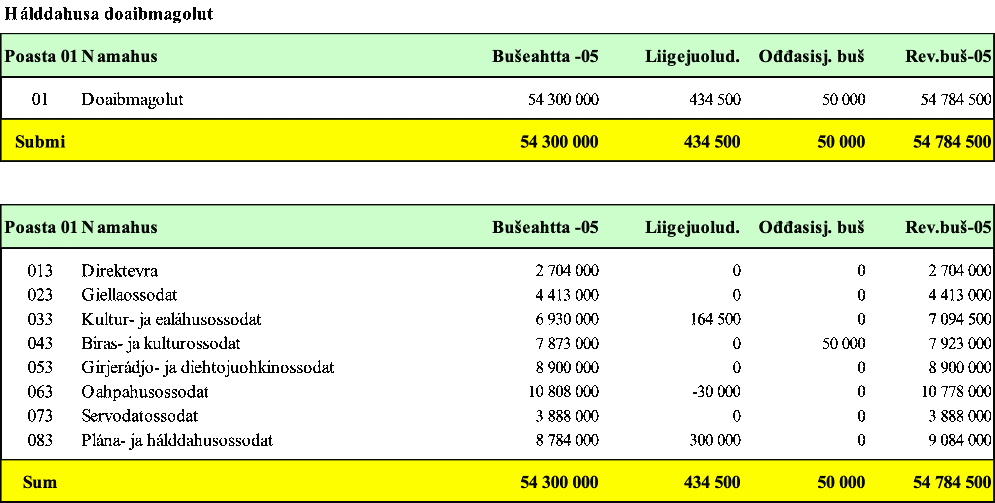 Hálddahusa doaibmagolut
Poasta 01 Namahus Bušeahtta -05 Liigejuolud. Ođđasisj. buš Rev.buš-05
01 Doaibmagolut 54 300 000 434 500 50 000 54 784 500
Submi 54 300 000 434 500 50 000 54 784 500
Poasta 01 Namahus Bušeahtta -05 Liigejuolud. Ođđasisj. buš Rev.buš-05
013 Direktevra 2 704 000 0 0 2 704 000
023 Giellaossodat 4 413 000 0 0 4 413 000
033 Kultur- ja ealáhusossodat 6 930 000 164 500 0 7 094 500
043 Biras- ja kulturossodat 7 873 000 0 50 000 7 923 000
053 Girjerádjo- ja diehtojuohkinossodat 8 900 000 0 0 8 900 000
063 Oahpahusossodat 10 808 000 -30 000 0 10 778 000
073 Servodatossodat 3 888 000 0 0 3 888 000
083 Plána- ja hálddahusossodat 8 784 000 300 000 0 9 084 000
Sum 54 300 000 434 500 50 000 54 784 500